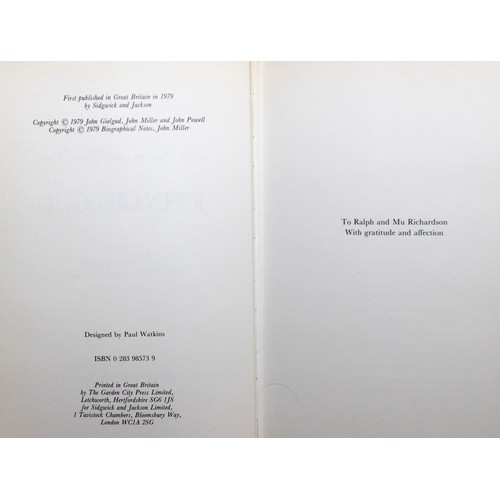 First published in Great Britain in 1979
by Sidgwick and Jackson
Copyright © 1979 John Gielgud, John Miller and John Powell
Copyright © 1979 Biographical Notes, John Miller
Designed by Paul Watkins
ISBN 0 283 98573 9
Printed in Great Britain
by The Garden City Press Limited,
Letchworth, Hertfordshire SG6 1JS
for Sidgwick and Jackson Limited,
1 Tavistock Chambers, Bloomsbury Way,
London WC1A 2SG
To Ralph and Mu Richardson
With gratitude and affection